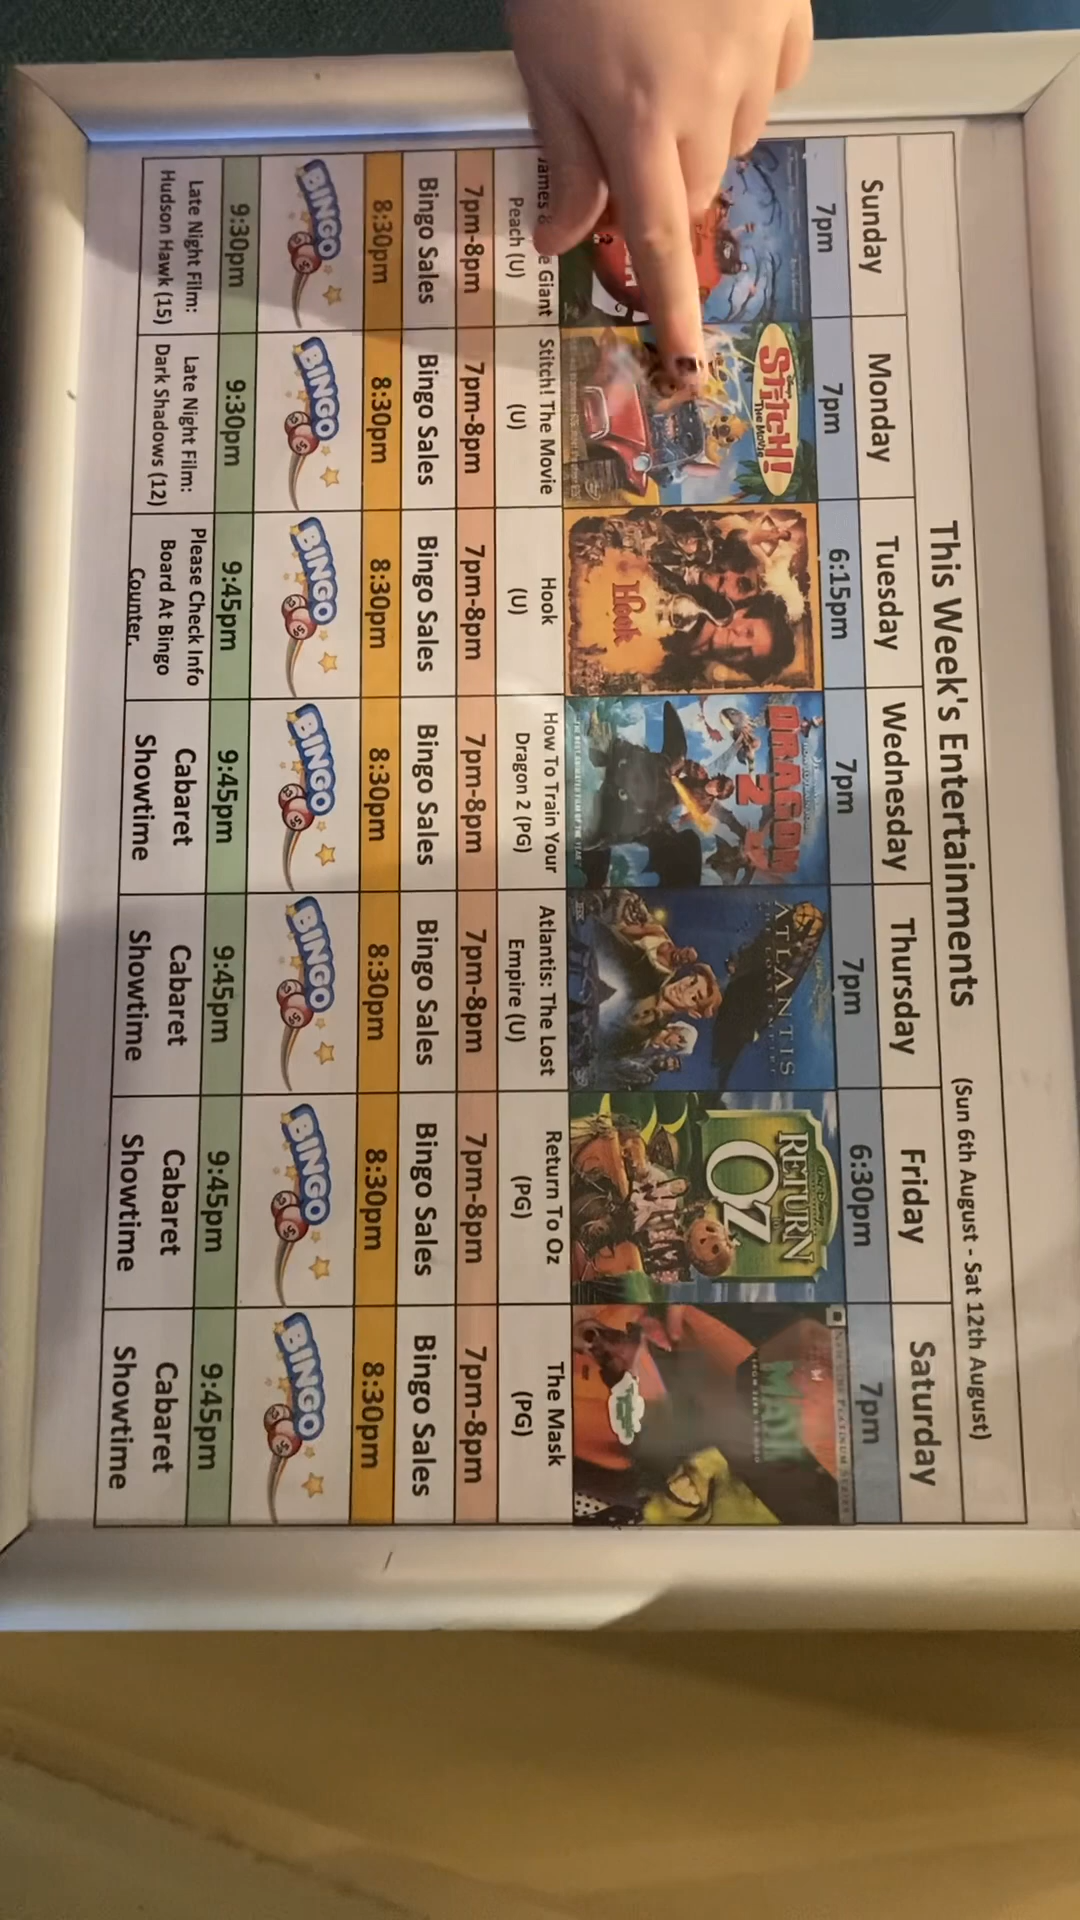 This Week's Entertainments (Sun 6th August - Sat 12th August)
Sunday Monday Tuesday Wednesday Thursday Friday Saturday
7pm 7pm 6:15pm 7pm 7pm 6:30pm 7pm
Stitch!
The Movie
Hook
DRAGON
2
ATLANTIS
RETURN
OZ
MASK
James & e Giant
Peach (U)
Stitch! The Movie
(U)
Hook
(U)
How To Train Your
Dragon 2 (PG)
Atlantis: The Lost
Empire (U)
Return To Oz
(PG)
The Mask
(PG)
7pm-8pm 7pm-8pm 7pm-8pm 7pm-8pm 7pm-8pm 7pm-8pm 7pm-8pm
Bingo Sales Bingo Sales Bingo Sales Bingo Sales Bingo Sales Bingo Sales Bingo Sales
8:30pm 8:30pm 8:30pm 8:30pm 8:30pm 8:30pm 8:30pm
BINGO BINGO BINGO BINGO BINGO BINGO BINGO
9:30pm 9:30pm 9:45pm 9:45pm 9:45pm 9:45pm 9:45pm
Late Night Film:
Hudson Hawk (15)
Late Night Film:
Dark Shadows (12)
Please Check Info
Board At Bingo
Counter.
Cabaret
Showtime
Cabaret
Showtime
Cabaret
Showtime
Cabaret
Showtime